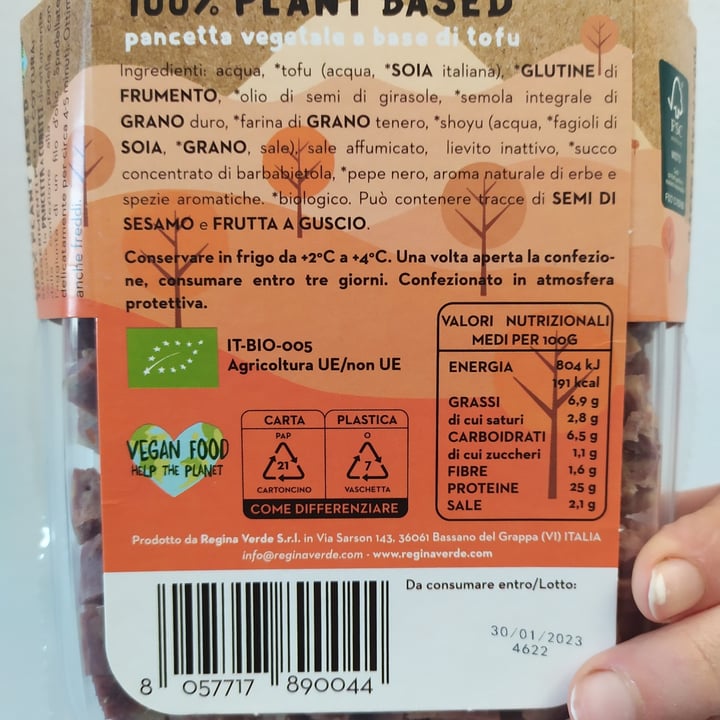 100% PLANT BASED
pancetta vegetale a base di tofu
Ingredienti: acqua, *tofu (acqua, *SOIA italiana), *GLUTINE di
FRUMENTO, *olio di semi di girasole, *semola integrale di
GRANO duro, *farina di GRANO tenero, *shoyu (acqua, *fagioli di
SOIA, *GRANO, sale), sale affumicato, lievito inattivo, *succo
concentrato di barbabietola, *pepe nero, aroma naturale di erbe e
spezie aromatiche. *biologico. Può contenere tracce di SEMI DI
SESAMO e FRUTTA A GUSCIO.
Conservare in frigo da +2°C a +4°C. Una volta aperta la confezio-
ne, consumare entro tre giorni. Confezionato in atmosfera
protettiva.
IT-BIO-005
Agricoltura UE/non UE
VEGAN FOOD
HELP THE PLANET
CARTA
PAP
21
CARTONCINO
PLASTICA
O
7
VASCHETTA
COME DIFFERENZIARE
VALORI NUTRIZIONALI
MEDI PER 100G
ENERGIA 804 kJ
191 kcal
GRASSI 6,9 g
di cui saturi 2,8 g
CARBOIDRATI 6,5 g
di cui zuccheri 1,1 g
FIBRE 1,6 g
PROTEINE 25 g
SALE 2,1 g
Prodotto da Regina Verde S.r.l. in Via Sarson 143, 36061 Bassano del Grappa (VI) ITALIA
info@reginaverde.com - www.reginaverde.com
Da consumare entro/Lotto:
30/01/2023
4622
8 057717 890044
FSC
anche freddi.